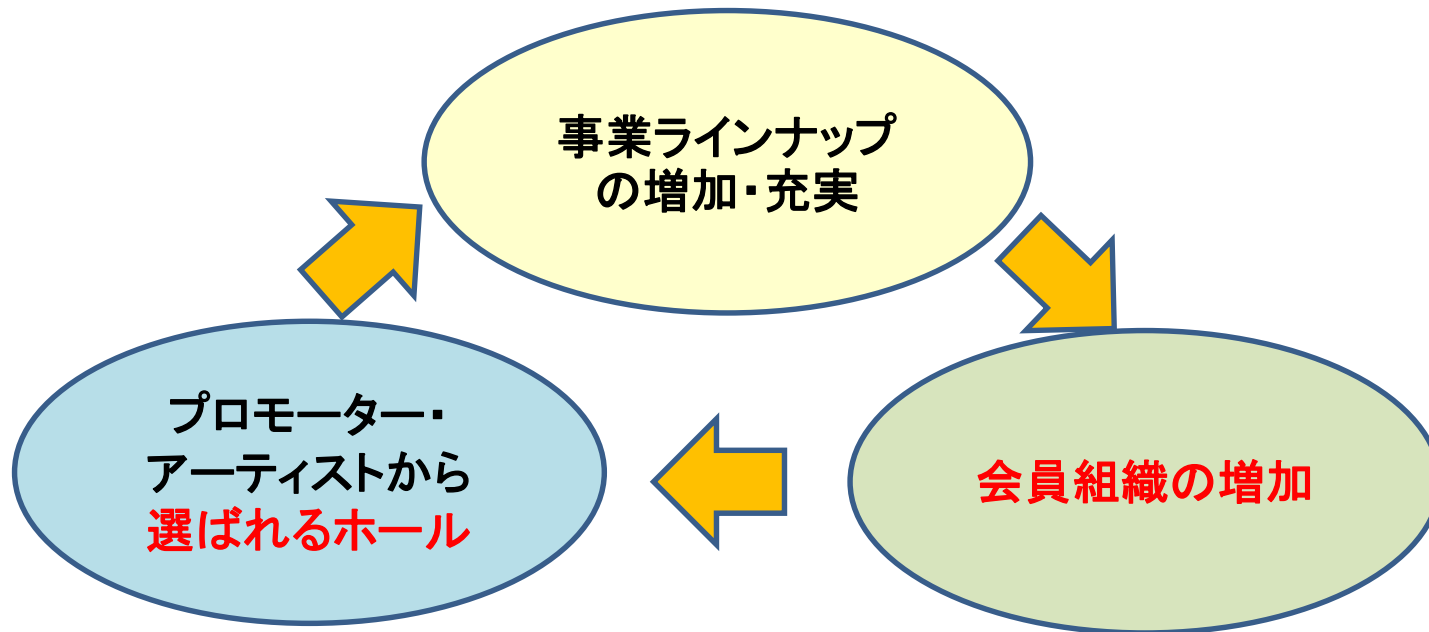 事業ラインナップ
の増加・充実
プロモーター・
アーティストから
選ばれるホール
会員組織の増加